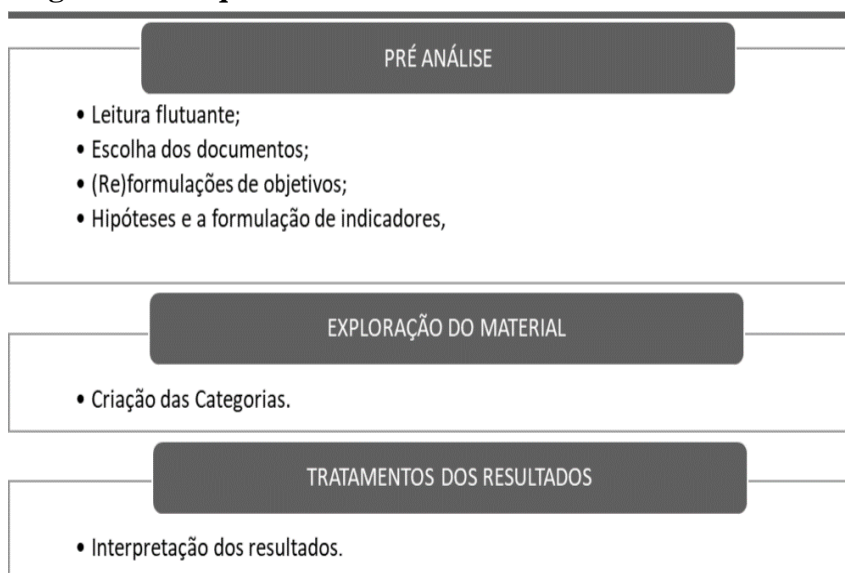 PRÉ ANÁLISE
• Leitura flutuante;
• Escolha dos documentos;
• (Re)formulações de objetivos;
• Hipóteses e a formulação de indicadores,
EXPLORAÇÃO DO MATERIAL
• Criação das Categorias.
TRATAMENTOS DOS RESULTADOS
• Interpretação dos resultados.